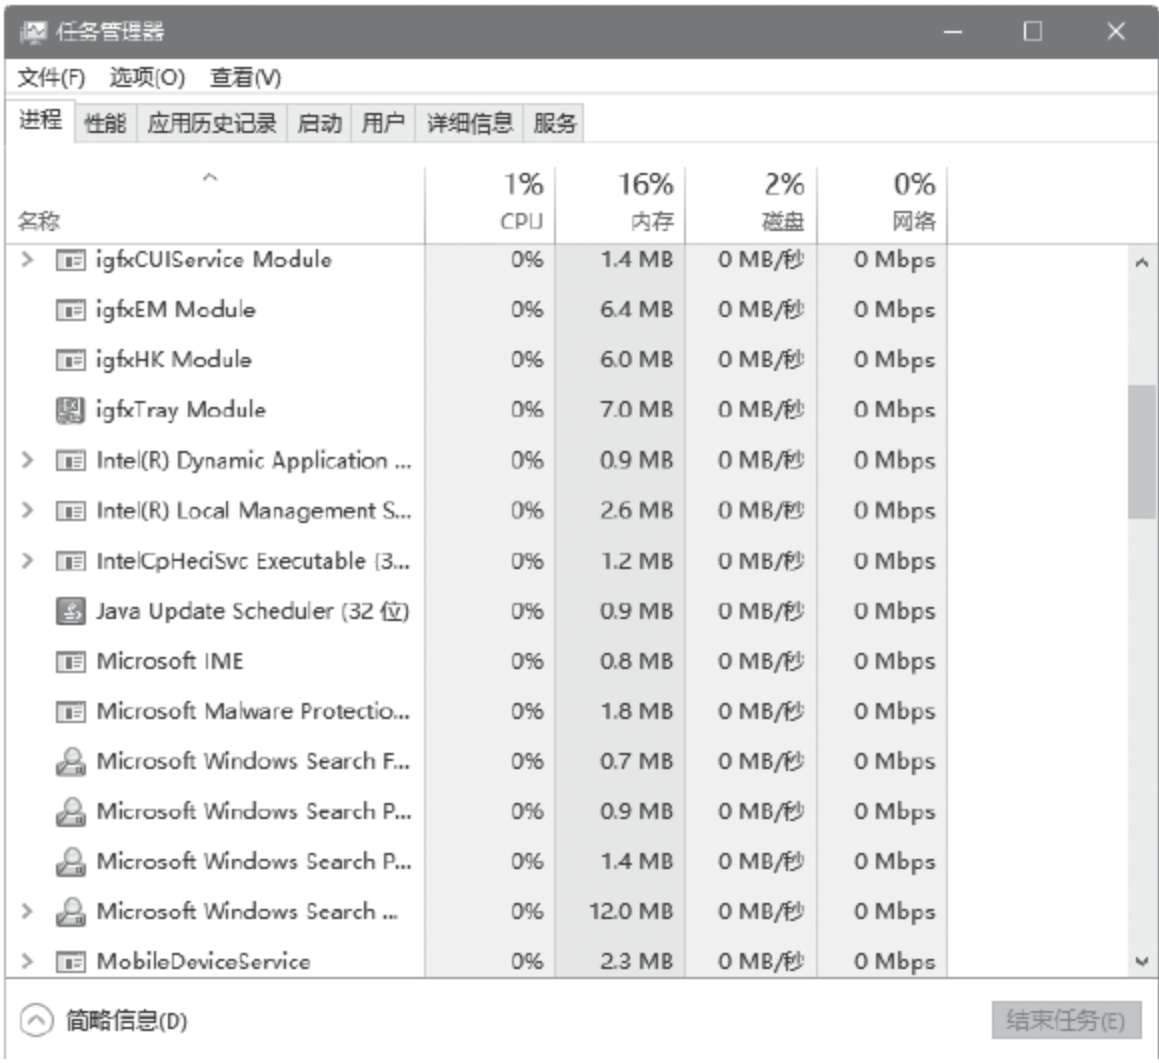 任务管理器
文件(F) 选项(O) 查看(V)
进程 性能 应用历史记录 启动 用户 详细信息 服务
1% 16% 2% 0%
名称 CPU 内存 磁盘 网络
igfxCUIService Module 0% 1.4 MB 0 MB/秒 0 Mbps
igfxEM Module 0% 6.4 MB 0 MB/秒 0 Mbps
igfxHK Module 0% 6.0 MB 0 MB/秒 0 Mbps
igfxTray Module 0% 7.0 MB 0 MB/秒 0 Mbps
Intel(R) Dynamic Application ... 0% 0.9 MB 0 MB/秒 0 Mbps
Intel(R) Local Management S... 0% 2.6 MB 0 MB/秒 0 Mbps
IntelCpHeciSvc Executable (3... 0% 1.2 MB 0 MB/秒 0 Mbps
Java Update Scheduler (32 位) 0% 0.9 MB 0 MB/秒 0 Mbps
Microsoft IME 0% 0.8 MB 0 MB/秒 0 Mbps
Microsoft Malware Protectio... 0% 1.8 MB 0 MB/秒 0 Mbps
Microsoft Windows Search F... 0% 0.7 MB 0 MB/秒 0 Mbps
Microsoft Windows Search P... 0% 0.9 MB 0 MB/秒 0 Mbps
Microsoft Windows Search P... 0% 1.4 MB 0 MB/秒 0 Mbps
Microsoft Windows Search ... 0% 12.0 MB 0 MB/秒 0 Mbps
MobileDeviceService 0% 2.3 MB 0 MB/秒 0 Mbps
简略信息(D) 结束任务(E)